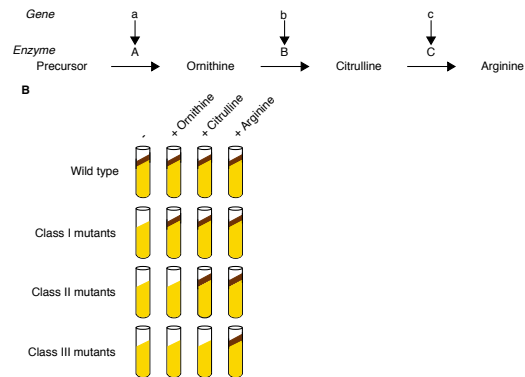 Gene a b c
Enzyme A B C
Precursor Ornithine Citrulline Arginine
B
- + Ornithine + Citrulline + Arginine
Wild type
Class I mutants
Class II mutants
Class III mutants